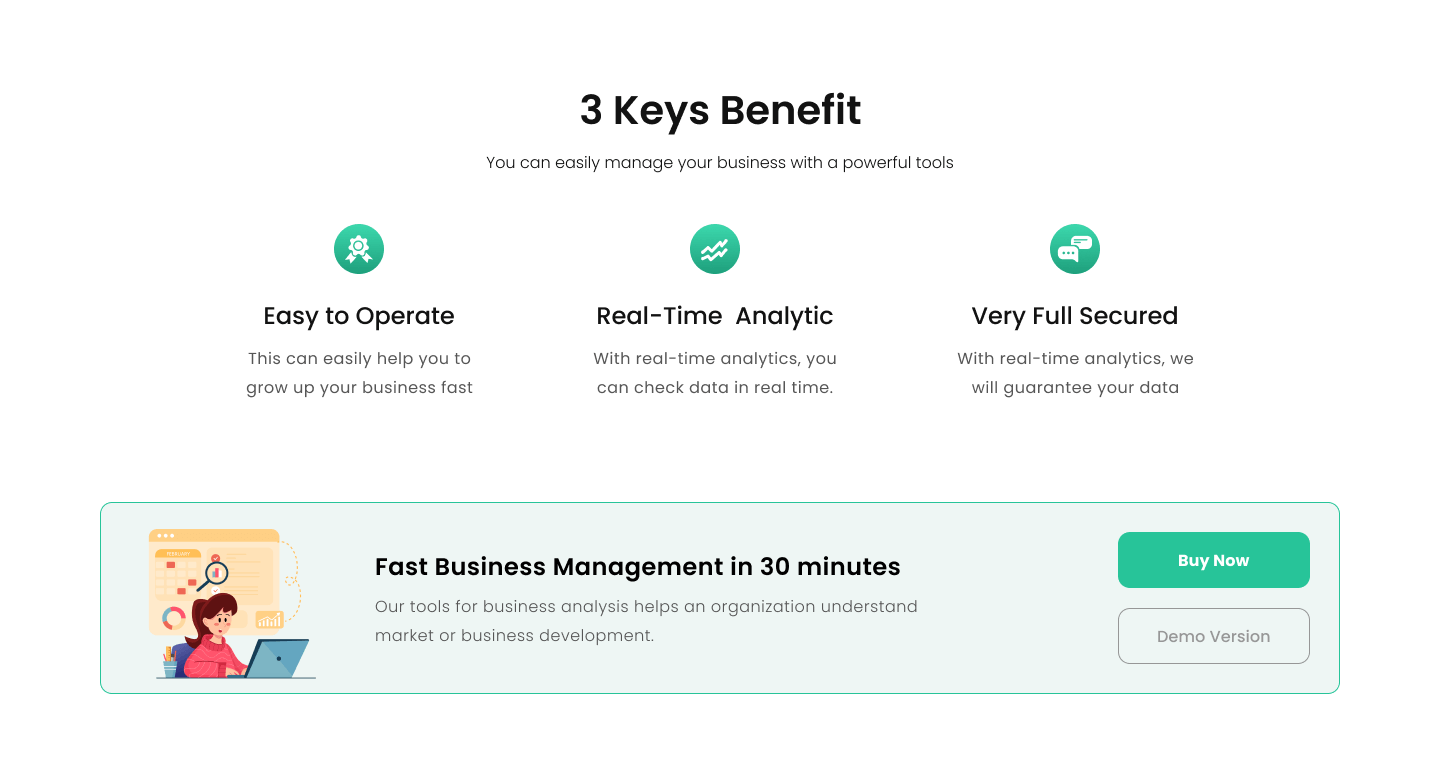 3 Keys Benefit
You can easily manage your business with a powerful tools
Easy to Operate
This can easily help you to
grow up your business fast
Real-Time  Analytic
With real-time analytics, you
can check data in real time.
Very Full Secured
With real-time analytics, we
will guarantee your data
FEBRUARY
Fast Business Management in 30 minutes
Our tools for business analysis helps an organization understand
market or business development.
Buy Now
Demo Version